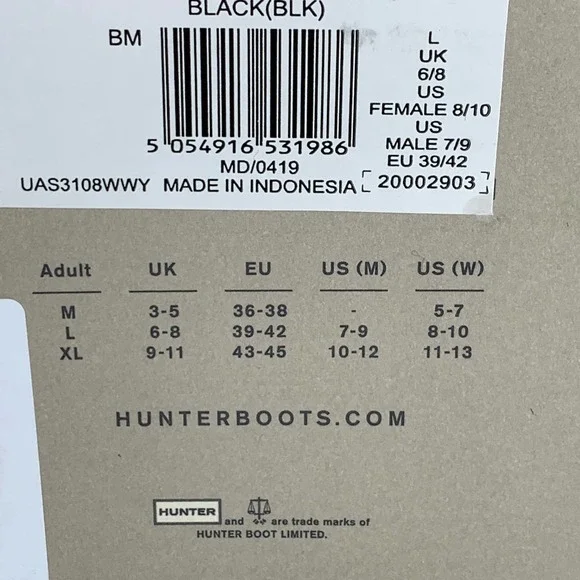 BLACK(BLK)
BM
L
UK
6/8
US
FEMALE 8/10
US
MALE 7/9
EU 39/42
5 054916 531986
MD/0419
UAS3108WWY MADE IN INDONESIA 20002903
Adult UK EU US (M) US (W)
M 3-5 36-38 - 5-7
L 6-8 39-42 7-9 8-10
XL 9-11 43-45 10-12 11-13
HUNTERBOOTS.COM
HUNTER and are trade marks of
HUNTER BOOT LIMITED.